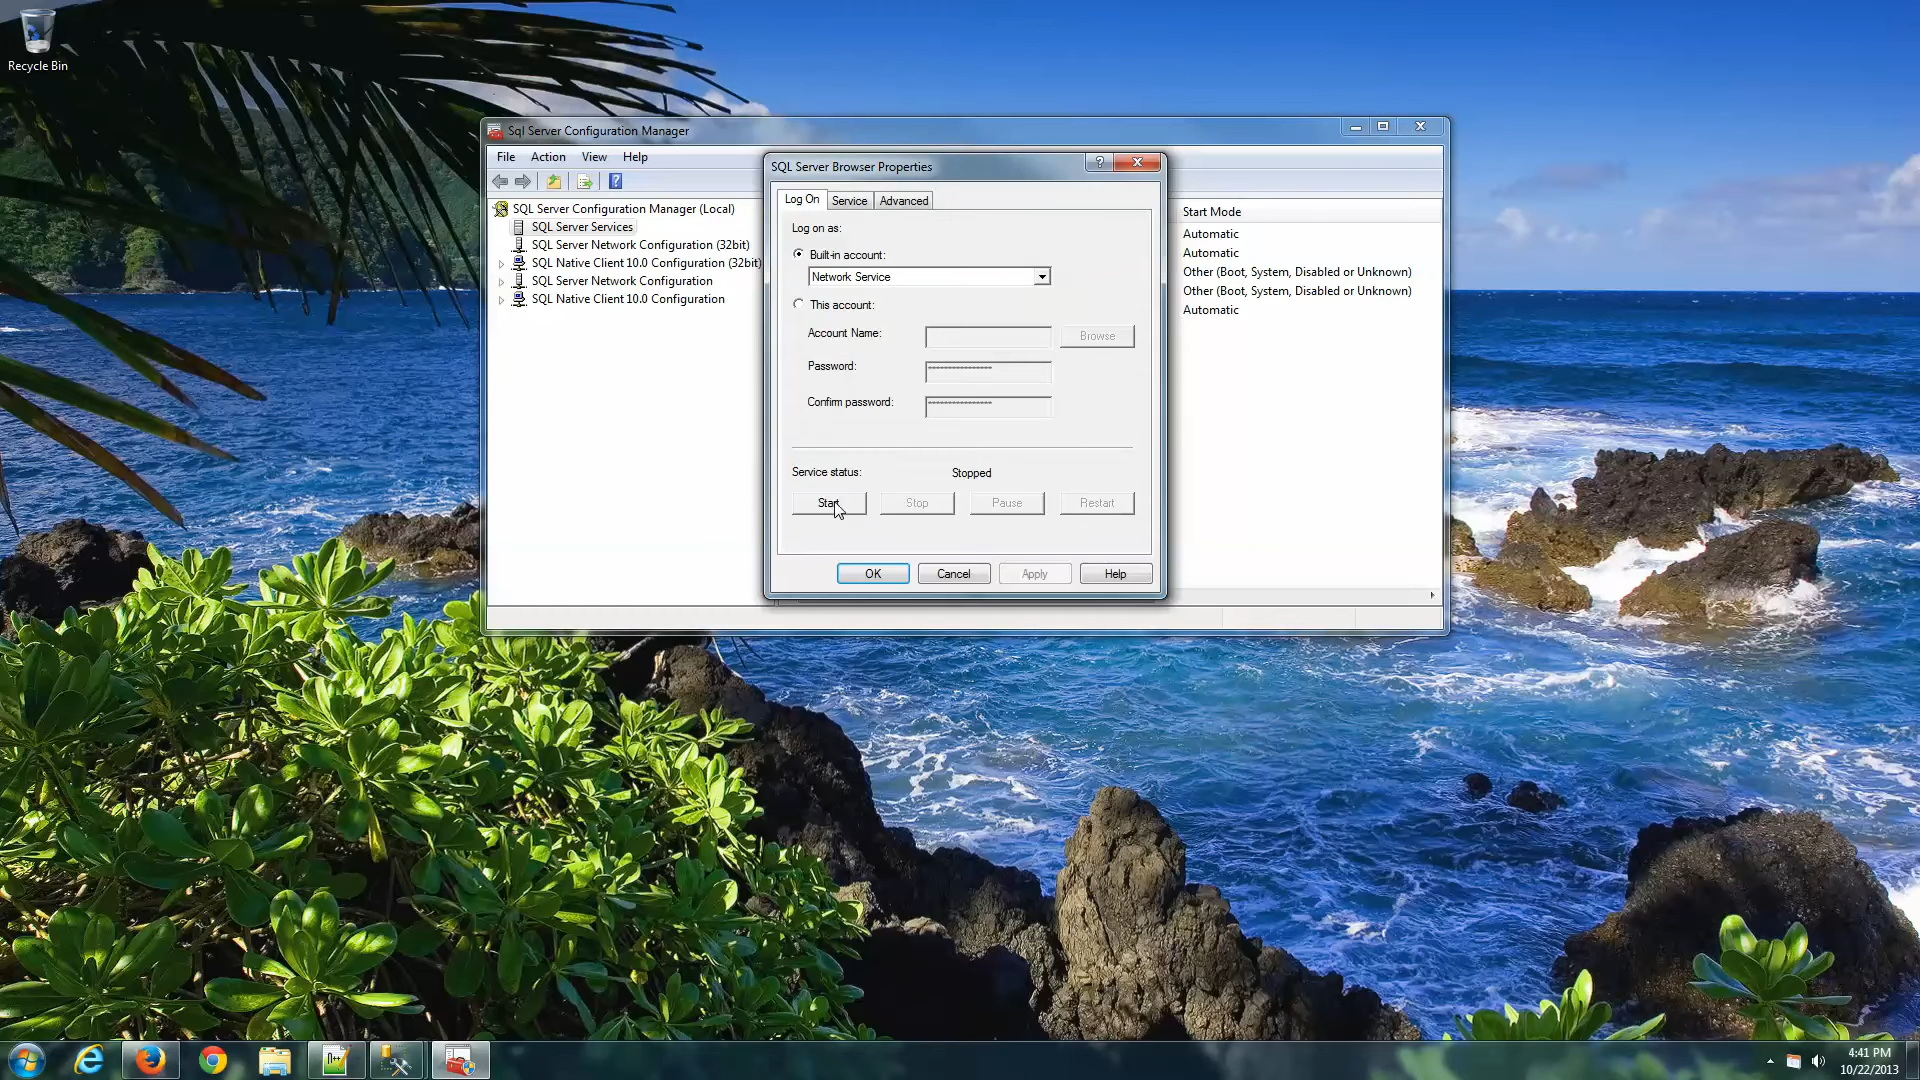 Recycle Bin
Sql Server Configuration Manager
File Action View Help
SQL Server Configuration Manager (Local)
SQL Server Services
SQL Server Network Configuration (32bit)
SQL Native Client 10.0 Configuration (32bit)
SQL Server Network Configuration
SQL Native Client 10.0 Configuration
Start Mode
Automatic
Automatic
Other (Boot, System, Disabled or Unknown)
Other (Boot, System, Disabled or Unknown)
Automatic
SQL Server Browser Properties
Log On Service Advanced
Log on as:
Built-in account:
Network Service
This account:
Account Name:
Browse
Password:
Confirm password:
Service status: Stopped
Start Stop Pause Restart
OK Cancel Apply Help
4:41 PM
10/22/2013